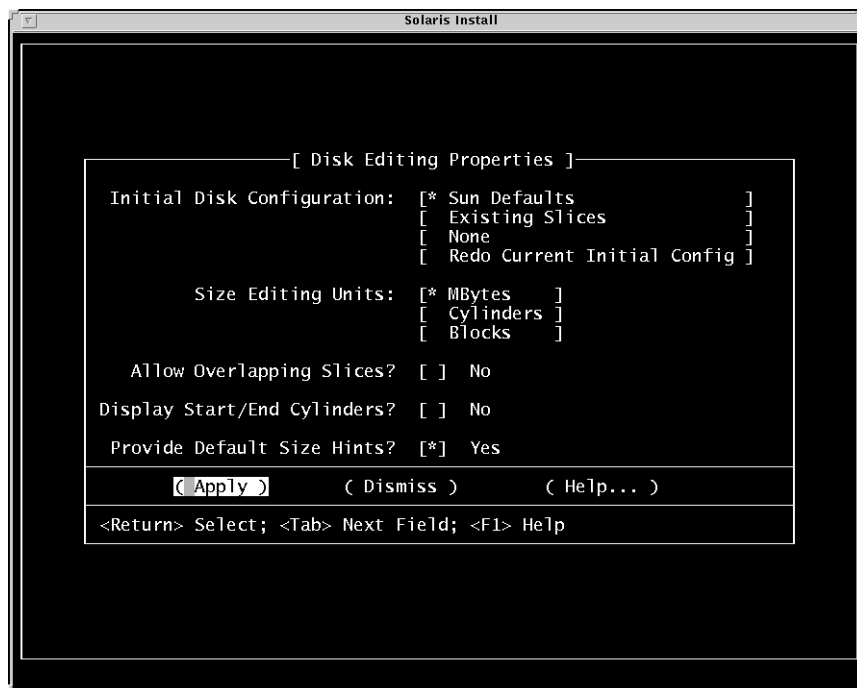 Solaris Install
[ Disk Editing Properties ]
Initial Disk Configuration: [* Sun Defaults ]
[ Existing Slices ]
[ None ]
[ Redo Current Initial Config ]
Size Editing Units: [* MBytes ]
[ Cylinders ]
[ Blocks ]
Allow Overlapping Slices? [ ] No
Display Start/End Cylinders? [ ] No
Provide Default Size Hints? [*] Yes
( Apply ) ( Dismiss ) ( Help... )
<Return> Select; <Tab> Next Field; <F1> Help